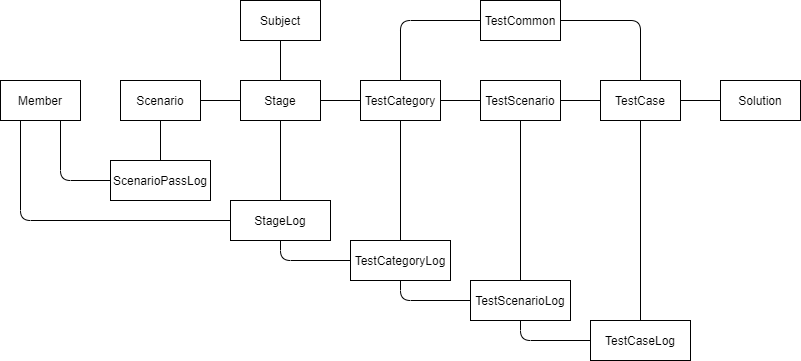 Subject
TestCommon
Member
Scenario
Stage
TestCategory
TestScenario
TestCase
Solution
ScenarioPassLog
StageLog
TestCategoryLog
TestScenarioLog
TestCaseLog